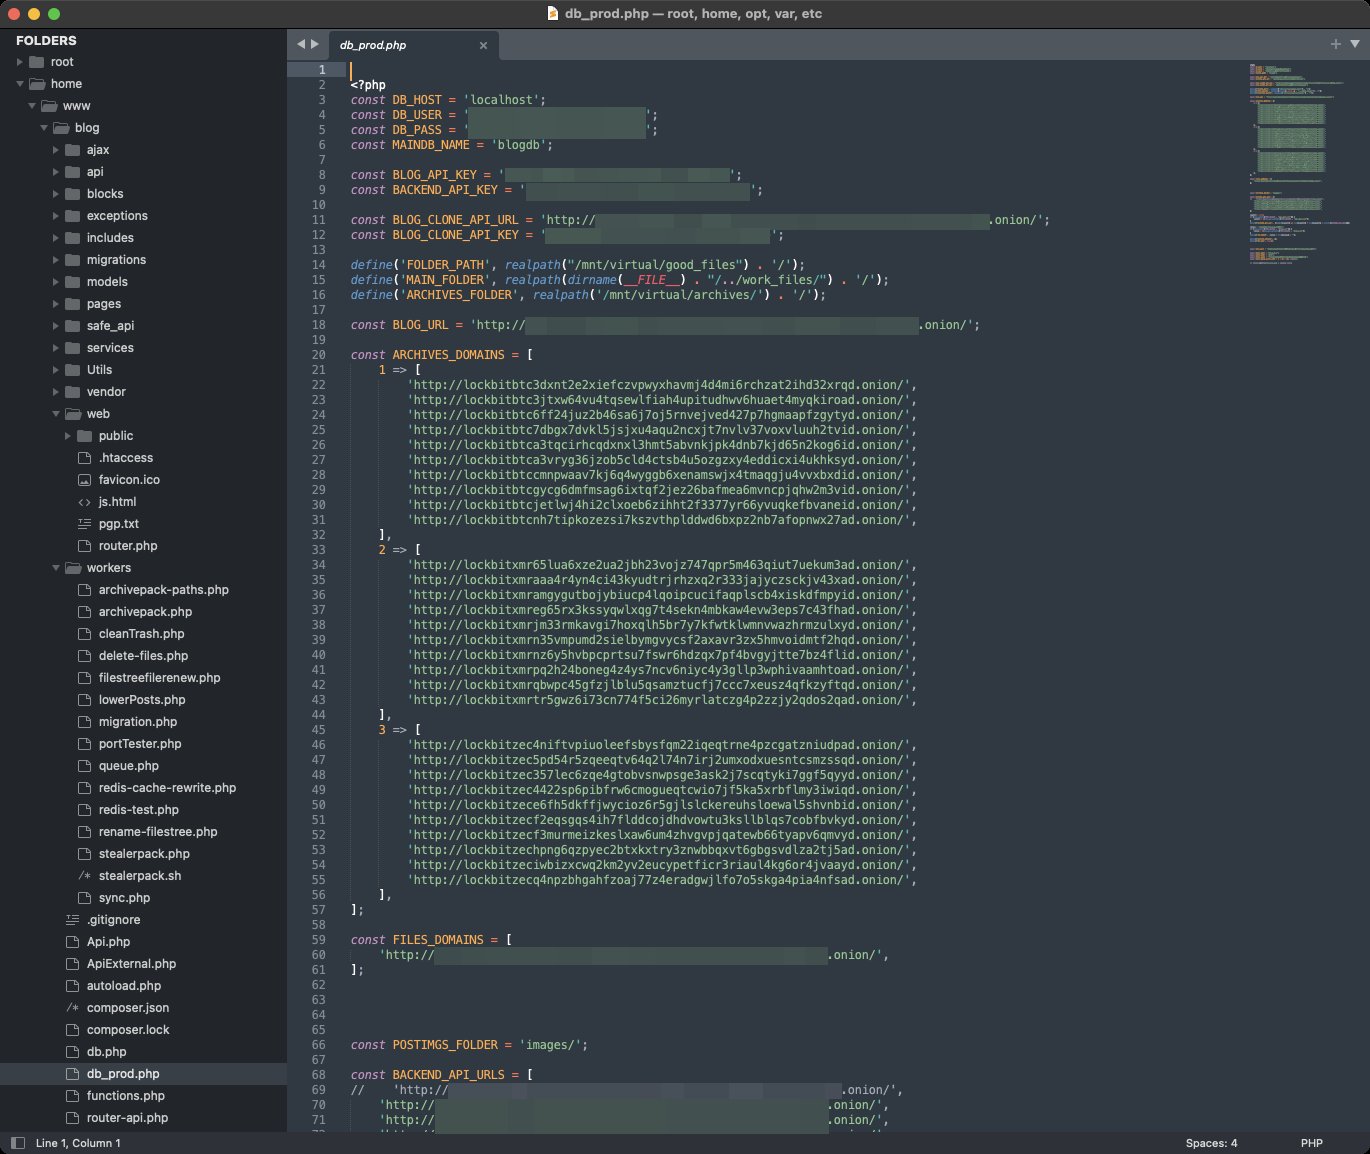 db_prod.php — root, home, opt, var, etc
FOLDERS
root
home
www
blog
ajax
api
blocks
exceptions
includes
migrations
models
pages
safe_api
services
Utils
vendor
web
public
.htaccess
favicon.ico
<> js.html
pgp.txt
router.php
workers
archivepack-paths.php
archivepack.php
cleanTrash.php
delete-files.php
filestreefilerenew.php
lowerPosts.php
migration.php
portTester.php
queue.php
redis-cache-rewrite.php
redis-test.php
rename-filestree.php
stealerpack.php
/* stealerpack.sh
sync.php
.gitignore
Api.php
ApiExternal.php
autoload.php
/* composer.json
composer.lock
db.php
db_prod.php
functions.php
router-api.php
db_prod.php ×
1
2 <?php
3 const DB_HOST = 'localhost';
4 const DB_USER = ' ';
5 const DB_PASS = ' ';
6 const MAINDB_NAME = 'blogdb';
7
8 const BLOG_API_KEY = ' ';
9 const BACKEND_API_KEY = ' ';
10
11 const BLOG_CLONE_API_URL = 'http:// .onion/';
12 const BLOG_CLONE_API_KEY = ' ';
13
14 define('FOLDER_PATH', realpath("/mnt/virtual/good_files") . '/');
15 define('MAIN_FOLDER', realpath(dirname(__FILE__) . "/../work_files/") . '/');
16 define('ARCHIVES_FOLDER', realpath('/mnt/virtual/archives/') . '/');
17
18 const BLOG_URL = 'http:// .onion/';
19
20 const ARCHIVES_DOMAINS = [
21 1 => [
22 'http://lockbitbtc3dxnt2e2xiefczvpwyxhavmj4d4mi6rchzat2ihd32xrqd.onion/',
23 'http://lockbitbtc3jtxw64vu4tqsewlfiah4upitudhwv6huaet4myqkiroad.onion/',
24 'http://lockbitbtc6ff24juz2b46sa6j7oj5rnvejved427p7hgmaapfzgytyd.onion/',
25 'http://lockbitbtc7dbgx7dvkl5jsjxu4aqu2ncxjt7nvlv37voxvluuh2tvid.onion/',
26 'http://lockbitbtca3tqcirhcqdxnxl3hmt5abvnkjpk4dnb7kjd65n2kog6id.onion/',
27 'http://lockbitbtca3vryg36jzob5cld4ctsb4u5ozgzxy4eddicxi4ukhksyd.onion/',
28 'http://lockbitbtccmnpwaav7kj6q4wyggb6xenamswjx4tmaqgju4vvxbxdid.onion/',
29 'http://lockbitbtcgycg6dmfmsag6ixtqf2jez26bafmea6mvncpjqhw2m3vid.onion/',
30 'http://lockbitbtcjetlwj4hi2clxoeb6zihht2f3377yr66yvuqkefbvaneid.onion/',
31 'http://lockbitbtcnh7tipkozezsi7kszvthplddwd6bxpz2nb7afopnwx27ad.onion/',
32 ],
33 2 => [
34 'http://lockbitxmr65lua6xze2ua2jbh23vojz747qpr5m463qiut7uekum3ad.onion/',
35 'http://lockbitxmraaa4r4yn4ci43kyudtrjrhzxq2r333jajyczsckjv43xad.onion/',
36 'http://lockbitxmramgygutbojybiucp4lqoipcucifaqplscb4xiskdfmpyid.onion/',
37 'http://lockbitxmreg65rx3kssyqwlxqg7t4sekn4mbkaw4evw3eps7c43fhad.onion/',
38 'http://lockbitxmrjm33rmkavgi7hoxqlh5br7y7kfwtklwmnvwazhrmzulxyd.onion/',
39 'http://lockbitxmrn35vmpumd2sielbymgvycsf2axavr3zx5hmvoidmtf2hqd.onion/',
40 'http://lockbitxmrnz6y5hvbpcprtsu7fswr6hdzqx7pf4bvgyjtte7bz4flid.onion/',
41 'http://lockbitxmrpq2h24boneg4z4ys7ncv6niyc4y3gllp3wphivaamhtoad.onion/',
42 'http://lockbitxmrqbwpc45gfzjlblu5qsamztucfj7ccc7xeusz4qfkzyftqd.onion/',
43 'http://lockbitxmrtr5gwz6i73cn774f5ci26myrlatczg4p2zzjy2qdos2qad.onion/',
44 ],
45 3 => [
46 'http://lockbitzec4niftvpiuoleefsbysfqm22iqeqtrne4pzcgatzniudpad.onion/',
47 'http://lockbitzec5pd54r5zqeeqtv64q2l74n7irj2umxodxuesntcsmzssqd.onion/',
48 'http://lockbitzec357lec6zqe4gtobvsnwpsge3ask2j7scqtyki7ggf5qyyd.onion/',
49 'http://lockbitzec4422sp6pibfrw6cmogueqtcwio7jf5ka5xrbflmy3iwiqd.onion/',
50 'http://lockbitzece6fh5dkffjwycioz6r5gjlslckereuhsloewal5shvnbid.onion/',
51 'http://lockbitzecf2eqsgqs4ih7flddcojdhdvowtu3ksllblqs7cobfbvkyd.onion/',
52 'http://lockbitzecf3murmeizkeslxaw6um4zhvgvpjqatewb66tyapv6qmvyd.onion/',
53 'http://lockbitzechpng6qzpyec2btxkxtry3znwbbqxvt6gbgsvdlza2tj5ad.onion/',
54 'http://lockbitzeciwbizxcwq2km2yv2eucypetficr3riaul4kg6or4jvaayd.onion/',
55 'http://lockbitzecq4npzbhgahfzoaj77z4eradgwjlfo7o5skga4pia4nfsad.onion/',
56 ],
57 ];
58
59 const FILES_DOMAINS = [
60 'http:// .onion/',
61 ];
62
63
64
65
66 const POSTIMGS_FOLDER = 'images/';
67
68 const BACKEND_API_URLS = [
69 // 'http:// .onion/',
70 'http:// .onion/',
71 'http:// .onion/',
Line 1, Column 1
Spaces: 4
PHP